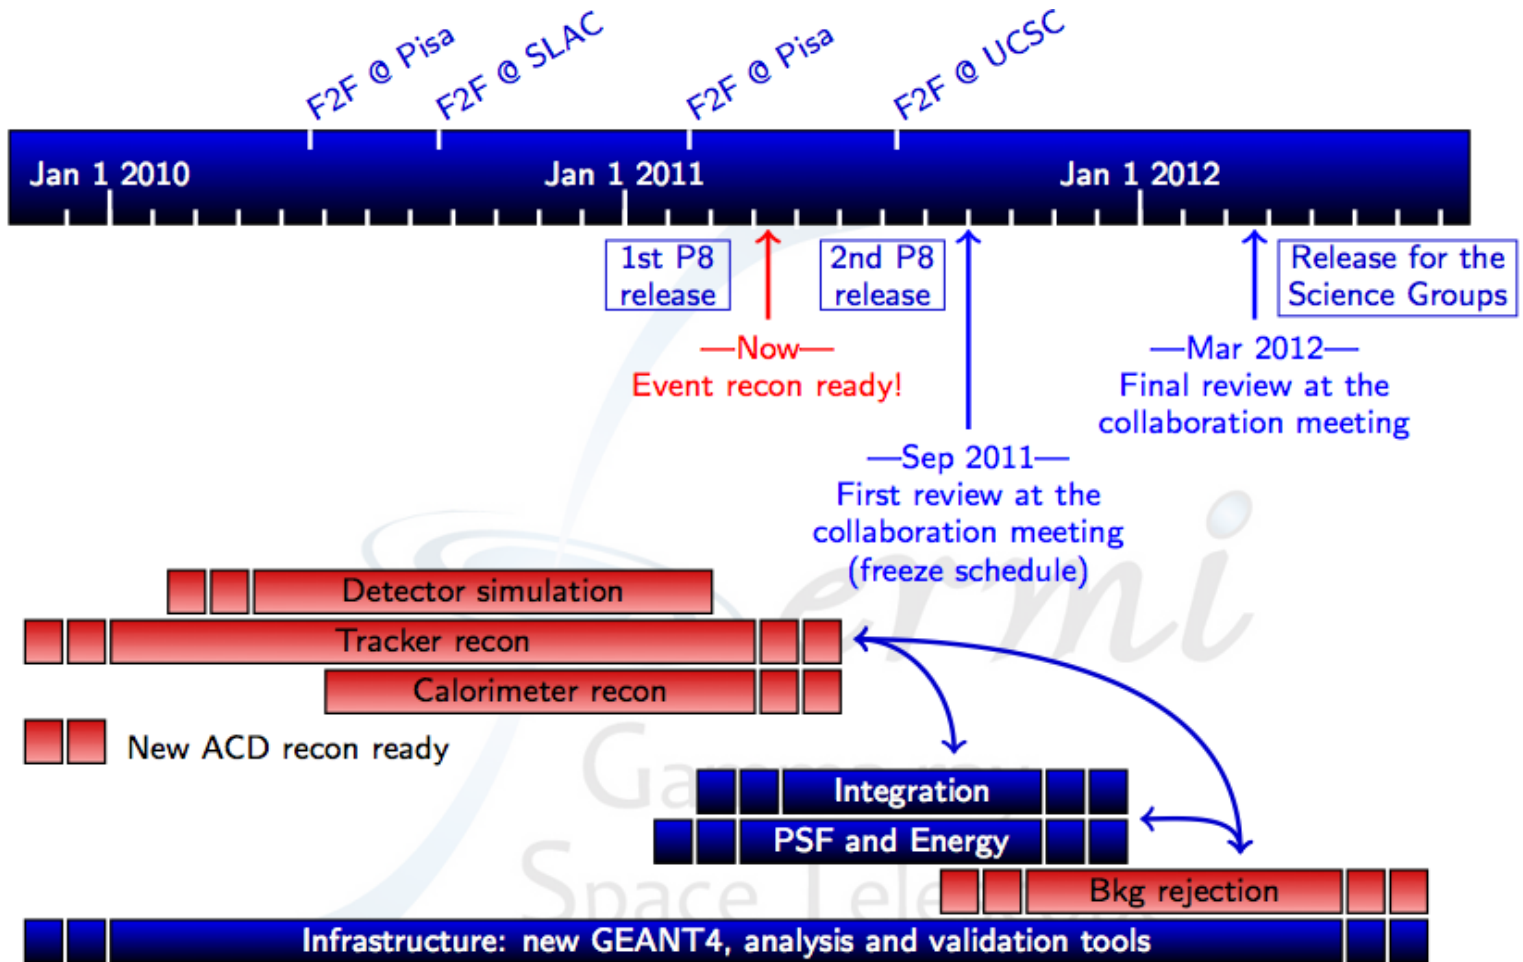 F2F @ Pisa
F2F @ SLAC
F2F @ Pisa
F2F @ UCSC
Jan 1 2010
Jan 1 2011
Jan 1 2012
1st P8
release
2nd P8
release
Release for the
Science Groups
—Now—
Event recon ready!
—Mar 2012—
Final review at the
collaboration meeting
—Sep 2011—
First review at the
collaboration meeting
(freeze schedule)
Detector simulation
Tracker recon
Calorimeter recon
New ACD recon ready
Integration
PSF and Energy
Bkg rejection
Infrastructure: new GEANT4, analysis and validation tools